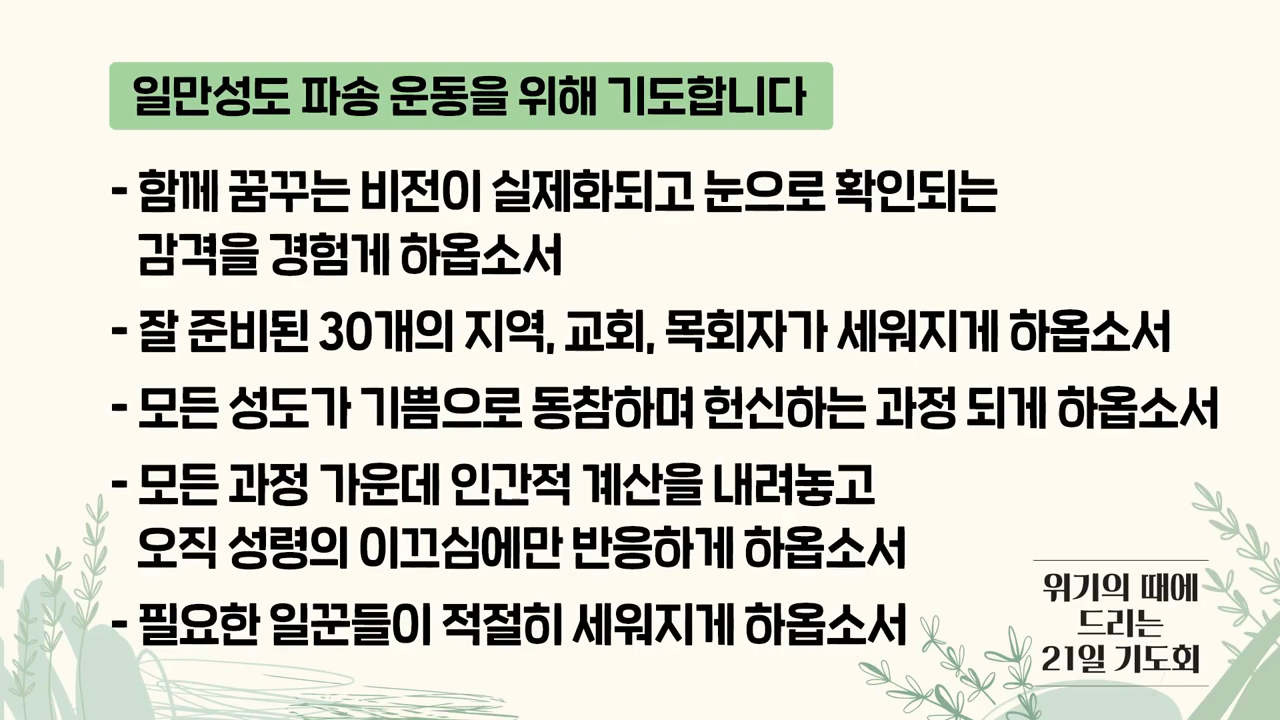 일만성도 파송 운동을 위해 기도합니다
- 함께 꿈꾸는 비전이 실제화되고 눈으로 확인되는
감격을 경험게 하옵소서
- 잘 준비된 30개의 지역, 교회, 목회자가 세워지게 하옵소서
- 모든 성도가 기쁨으로 동참하며 헌신하는 과정 되게 하옵소서
- 모든 과정 가운데 인간적 계산을 내려놓고
오직 성령의 이끄심에만 반응하게 하옵소서
- 필요한 일꾼들이 적절히 세워지게 하옵소서
위기의 때에
드리는
21일 기도회